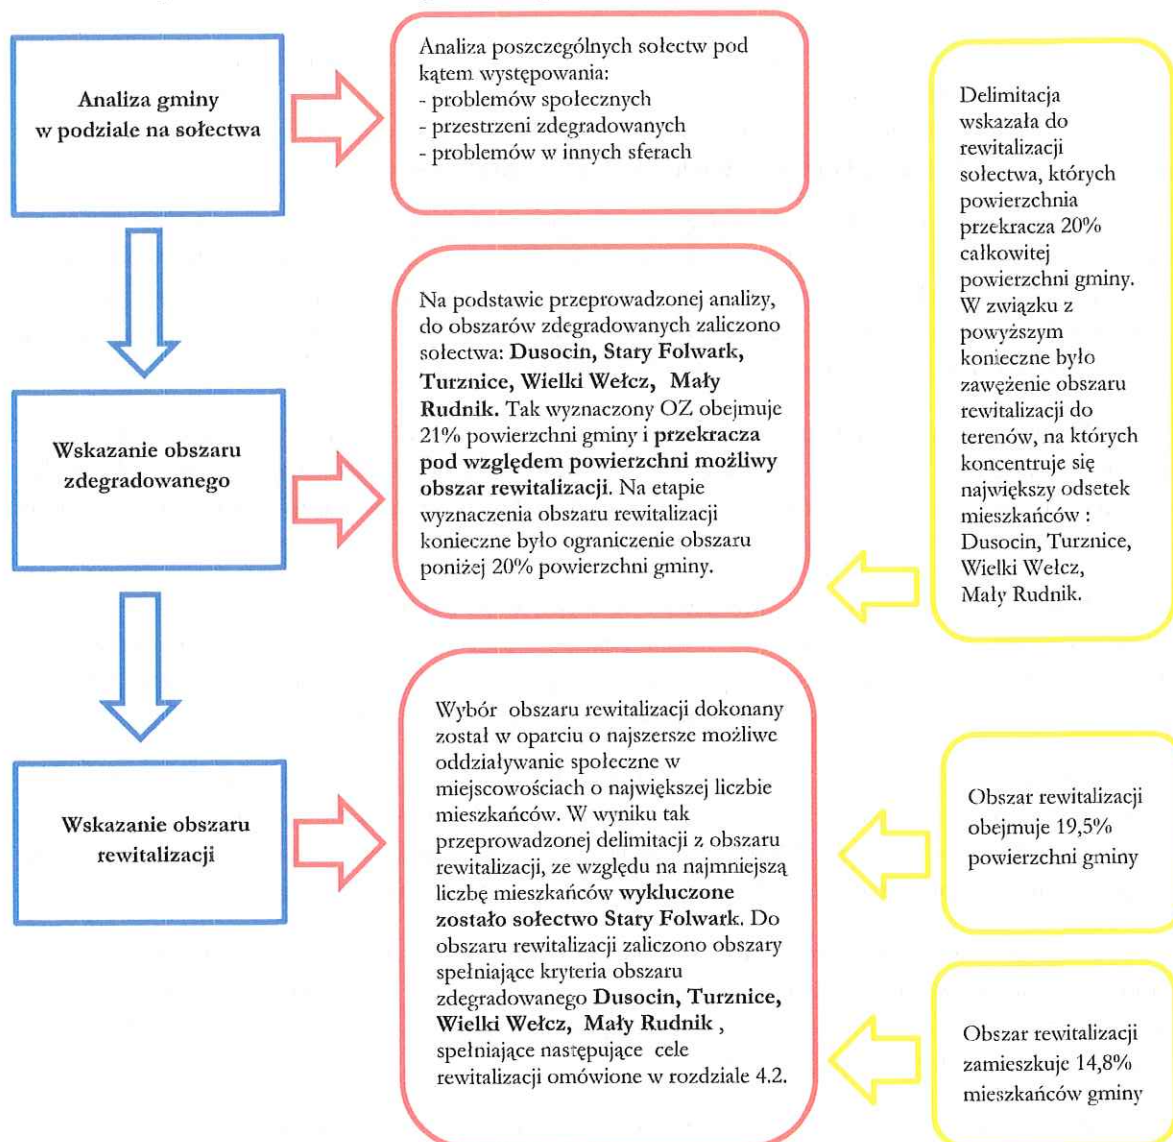 Analiza gminy
w podziale na sołectwa
Analiza poszczególnych sołectw pod
kątem występowania:
- problemów społecznych
- przestrzeni zdegradowanych
- problemów w innych sferach
Delimitacja
wskazała do
rewitalizacji
sołectwa, których
powierzchnia
przekracza 20%
całkowitej
powierzchni gminy.
W związku z
powyższym
konieczne było
zawężenie obszaru
rewitalizacji do
terenów, na których
koncentruje się
największy odsetek
mieszkańców :
Dusocin, Turznice,
Wielki Wełcz,
Mały Rudnik.
Wskazanie obszaru
zdegradowanego
Na podstawie przeprowadzonej analizy,
do obszarów zdegradowanych zaliczono
sołectwa: Dusocin, Stary Folwark,
Turznice, Wielki Wełcz, Mały
Rudnik. Tak wyznaczony OZ obejmuje
21% powierzchni gminy i przekracza
pod względem powierzchni możliwy
obszar rewitalizacji. Na etapie
wyznaczenia obszaru rewitalizacji
konieczne było ograniczenie obszaru
poniżej 20% powierzchni gminy.
Wskazanie obszaru
rewitalizacji
Wybór obszaru rewitalizacji dokonany
został w oparciu o najszersze możliwe
oddziaływanie społeczne w
miejscowościach o największej liczbie
mieszkańców. W wyniku tak
przeprowadzonej delimitacji z obszaru
rewitalizacji, ze względu na najmniejszą
liczbę mieszkańców wykluczone
zostało sołectwo Stary Folwark. Do
obszaru rewitalizacji zaliczono obszary
spełniające kryteria obszaru
zdegradowanego Dusocin, Turznice,
Wielki Wełcz, Mały Rudnik ,
spełniające następujące cele
rewitalizacji omówione w rozdziale 4.2.
Obszar rewitalizacji
obejmuje 19,5%
powierzchni gminy
Obszar rewitalizacji
zamieszkuje 14,8%
mieszkańców gminy